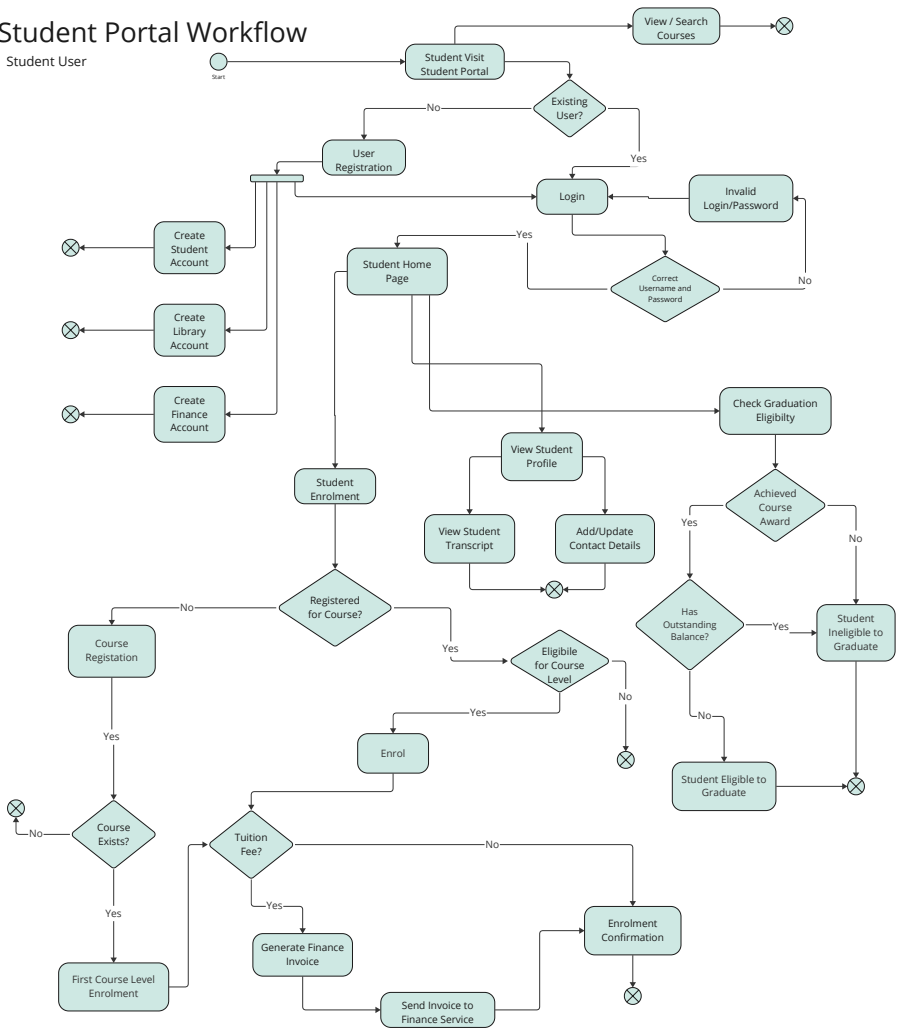 Student Portal Workflow
Student User
Start
Student Visit
Student Portal
View / Search
Courses
Existing
User?
No
Yes
User
Registration
Login
Invalid
Login/Password
Create
Student
Account
Yes
Student Home
Page
Correct
Username and
Password
No
Create
Library
Account
Create
Finance
Account
Check Graduation
Eligibilty
View Student
Profile
Student
Enrolment
Achieved
Course
Award
Yes
No
View Student
Transcript
Add/Update
Contact Details
Registered
for Course?
No
Yes
Has
Outstanding
Balance?
Yes
Student
Ineligible to
Graduate
Course
Registation
Eligibile
for Course
Level
No
Yes
No
Yes
Enrol
Student Eligible to
Graduate
Course
Exists?
No
Tuition
Fee?
No
Yes
Yes
Enrolment
Confirmation
Generate Finance
Invoice
First Course Level
Enrolment
Send Invoice to
Finance Service